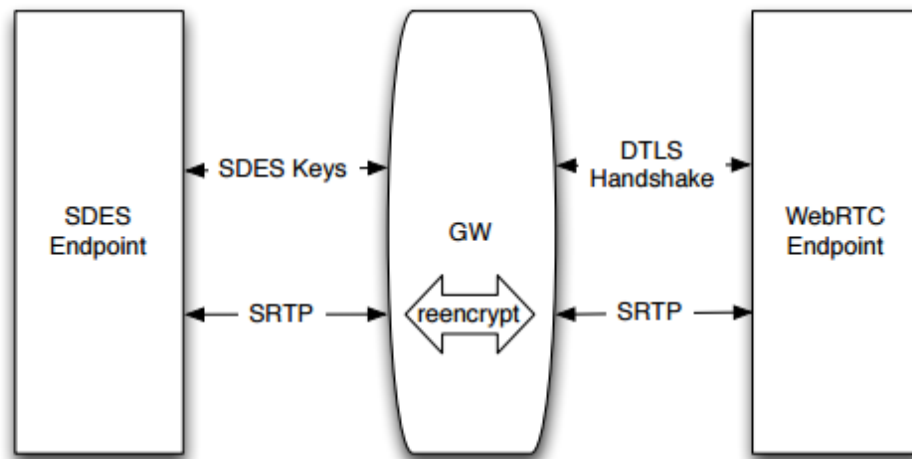 SDES Keys
DTLS
Handshake
SDES
Endpoint
GW
WebRTC
Endpoint
SRTP
reencrypt
SRTP